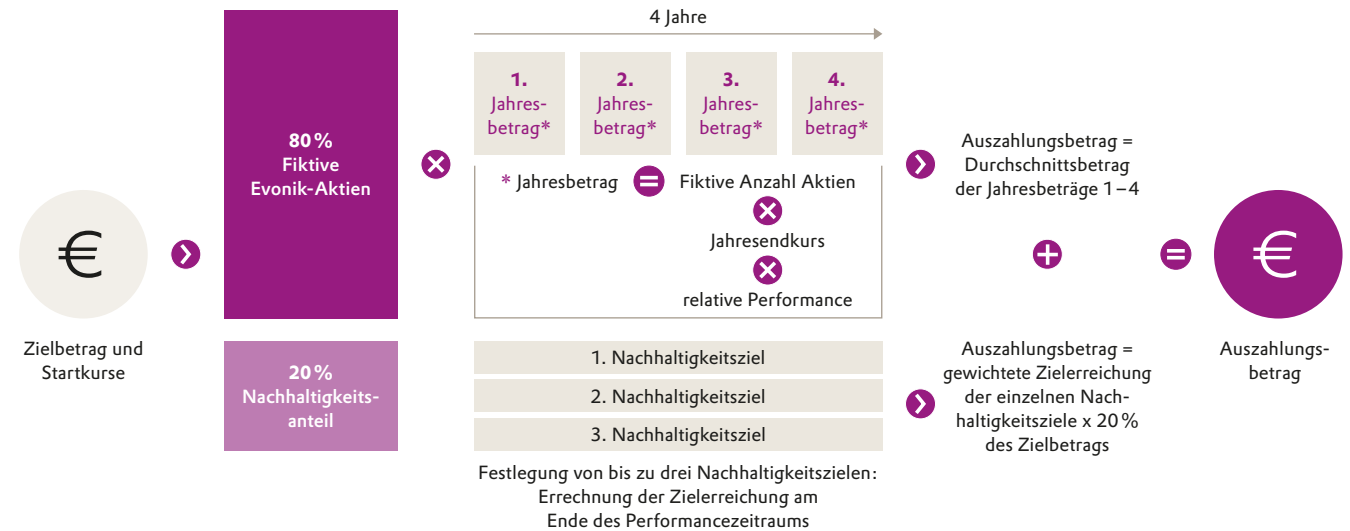 4 Jahre
1.
Jahres-
betrag*
2.
Jahres-
betrag*
3.
Jahres-
betrag*
4.
Jahres-
betrag*
80 %
Fiktive
Evonik-Aktien
* Jahresbetrag = Fiktive Anzahl Aktien
×
Jahresendkurs
×
relative Performance
Auszahlungsbetrag =
Durchschnittsbetrag
der Jahresbeträge 1 – 4
€
×
+
=
€
Zielbetrag und
Startkurse
20 %
Nachhaltigkeits-
anteil
1. Nachhaltigkeitsziel
2. Nachhaltigkeitsziel
3. Nachhaltigkeitsziel
Festlegung von bis zu drei Nachhaltigkeitszielen:
Errechnung der Zielerreichung am
Ende des Performancezeitraums
Auszahlungsbetrag =
gewichtete Zielerreichung
der einzelnen Nach-
haltigkeitsziele x 20 %
des Zielbetrags
Auszahlungs-
betrag